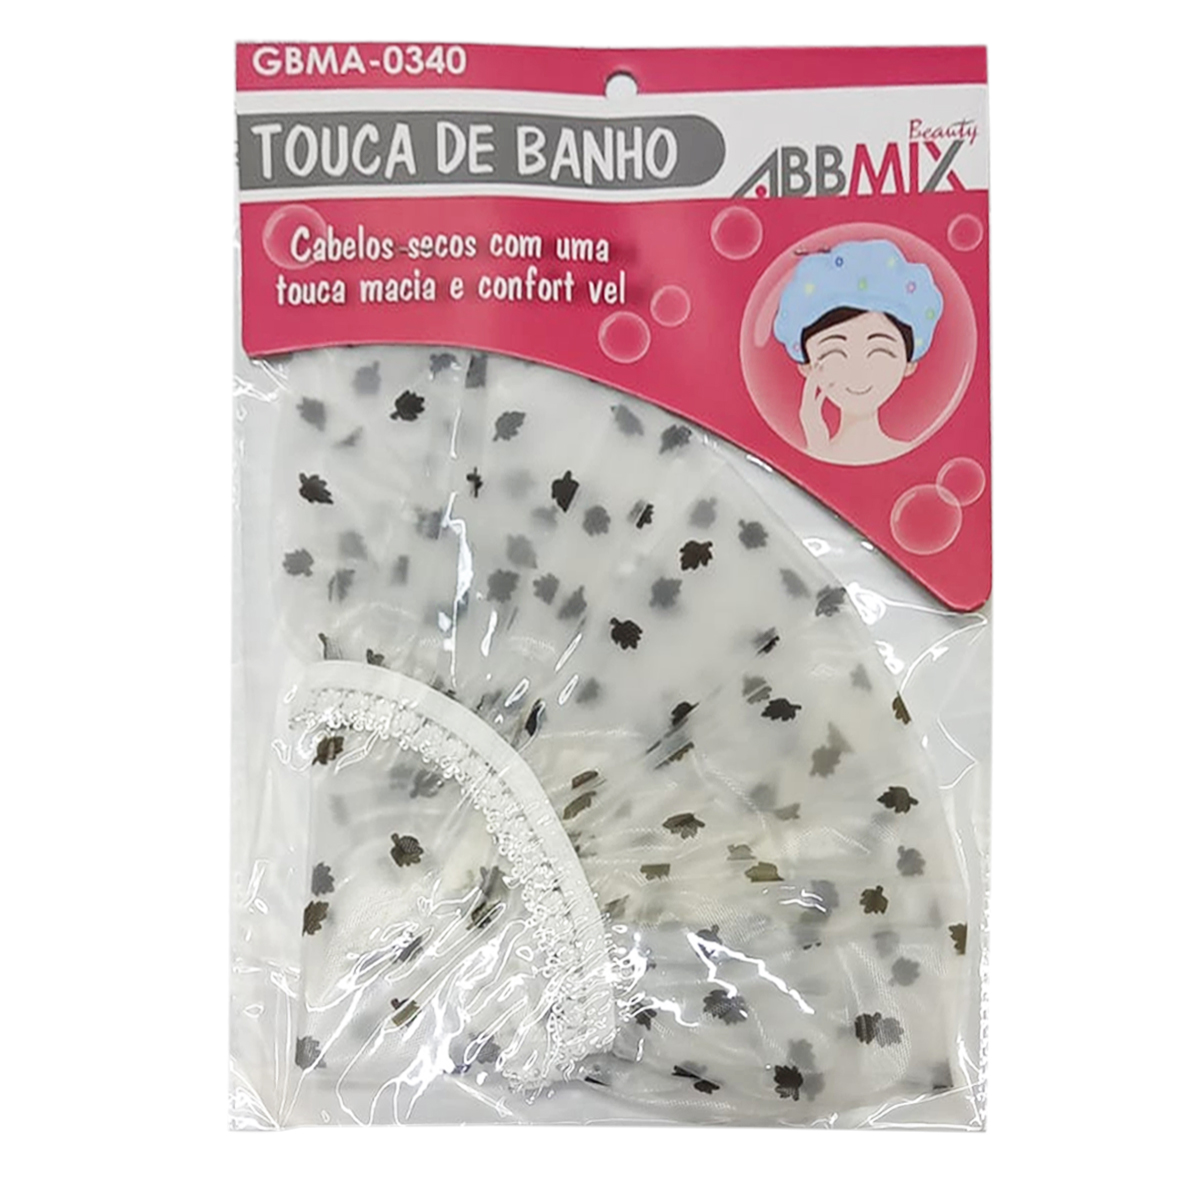 GBMA-0340
TOUCA DE BANHO
Beauty
ABBMIX
Cabelos secos com uma
touca macia e confort vel